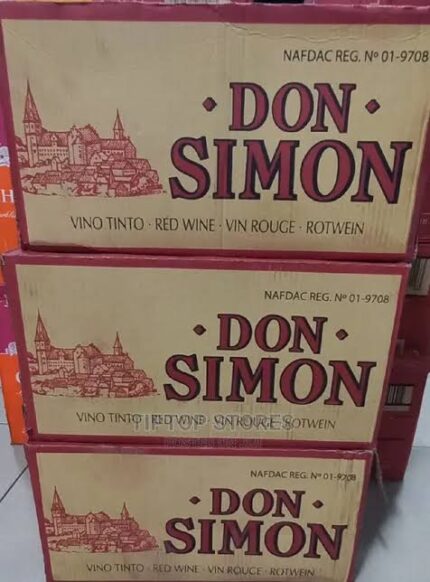 NAFDAC REG. Nº 01-9708
· DON ·
SIMON
VINO TINTO · RED WINE · VIN ROUGE · ROTWEIN
NAFDAC REG. Nº 01-9708
· DON ·
SIMON
VINO TINTO · RED WINE · VIN ROUGE · ROTWEIN
TIPTOP STORES
NAFDAC REG. Nº 01-9708
· DON ·
SIMON
VINO TINTO · RED WINE · VIN ROUGE · ROTWEIN